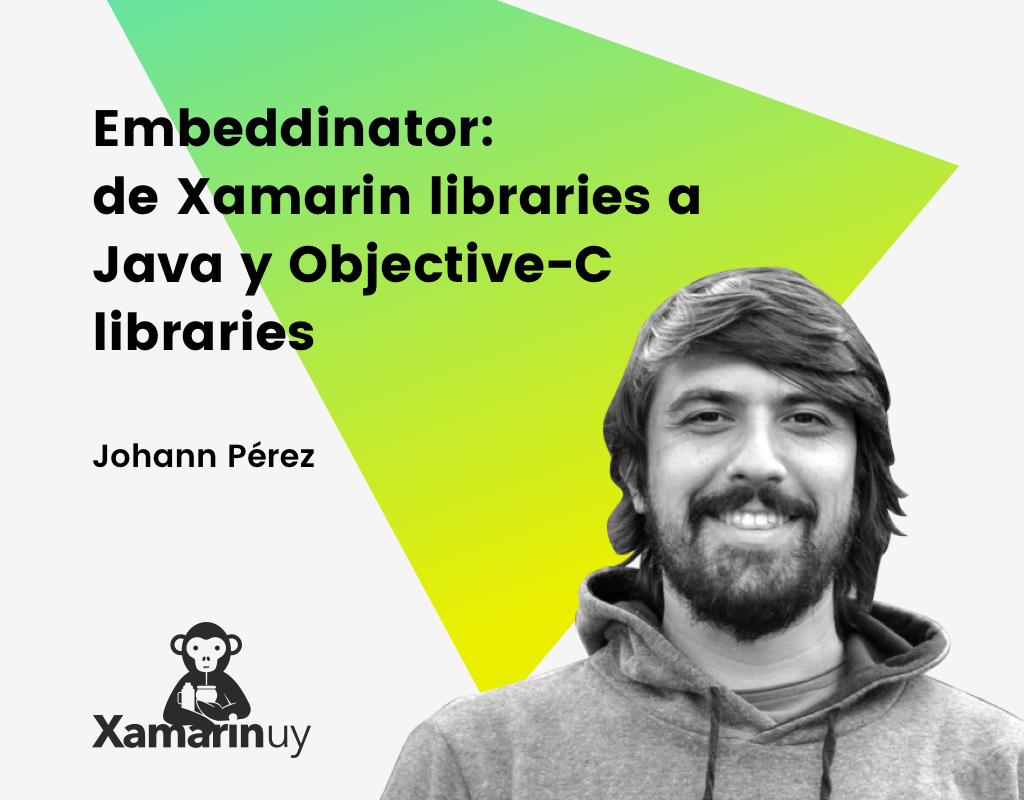 Embeddinator:
de Xamarin libraries a
Java y Objective-C
libraries
Johann Pérez
Xamarinuy